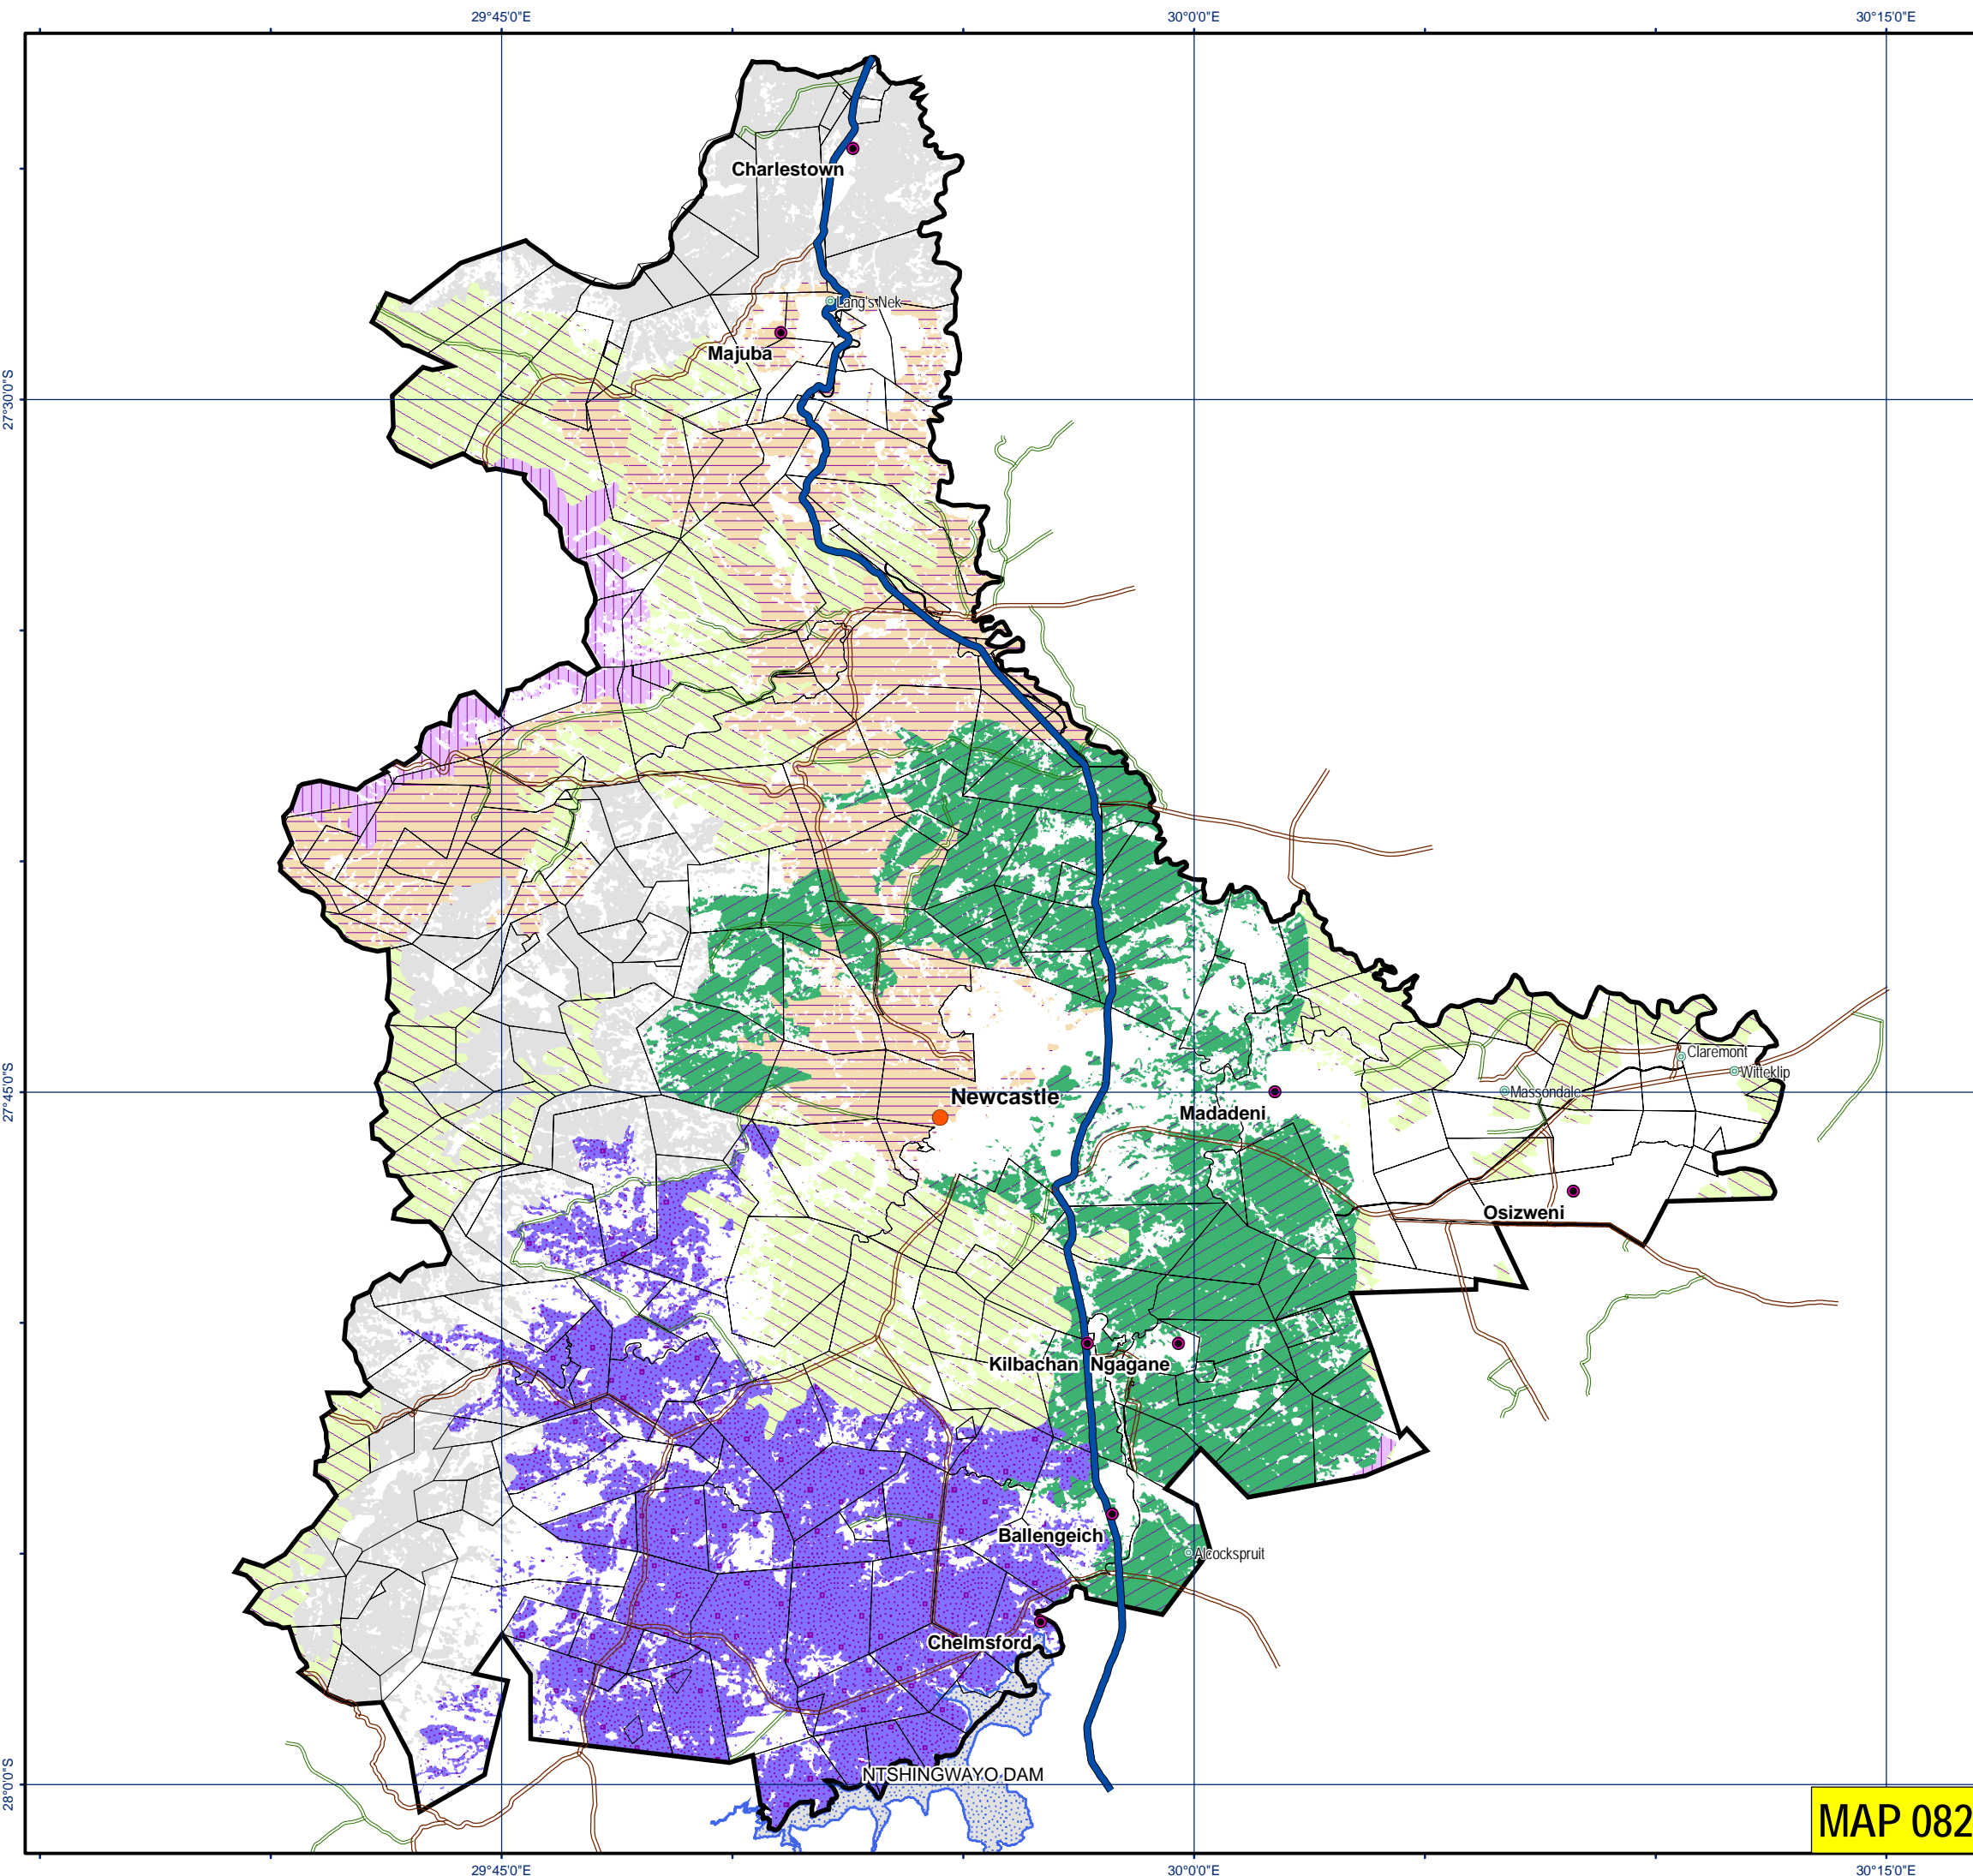 29°45'0"E
30°0'0"E
30°15'0"E
Charlestown
Lang's Nek
Majuba
27°30'0"S
Claremont
Witteklip
27°45'0"S
Newcastle
Massondale
Madadeni
Osizweni
Kilbachan
Ngagane
Ballengeich
Alcockspruit
Chelmsford
NTSHINGWAYO DAM
28°0'0"S
MAP 082
29°45'0"E
30°0'0"E
30°15'0"E